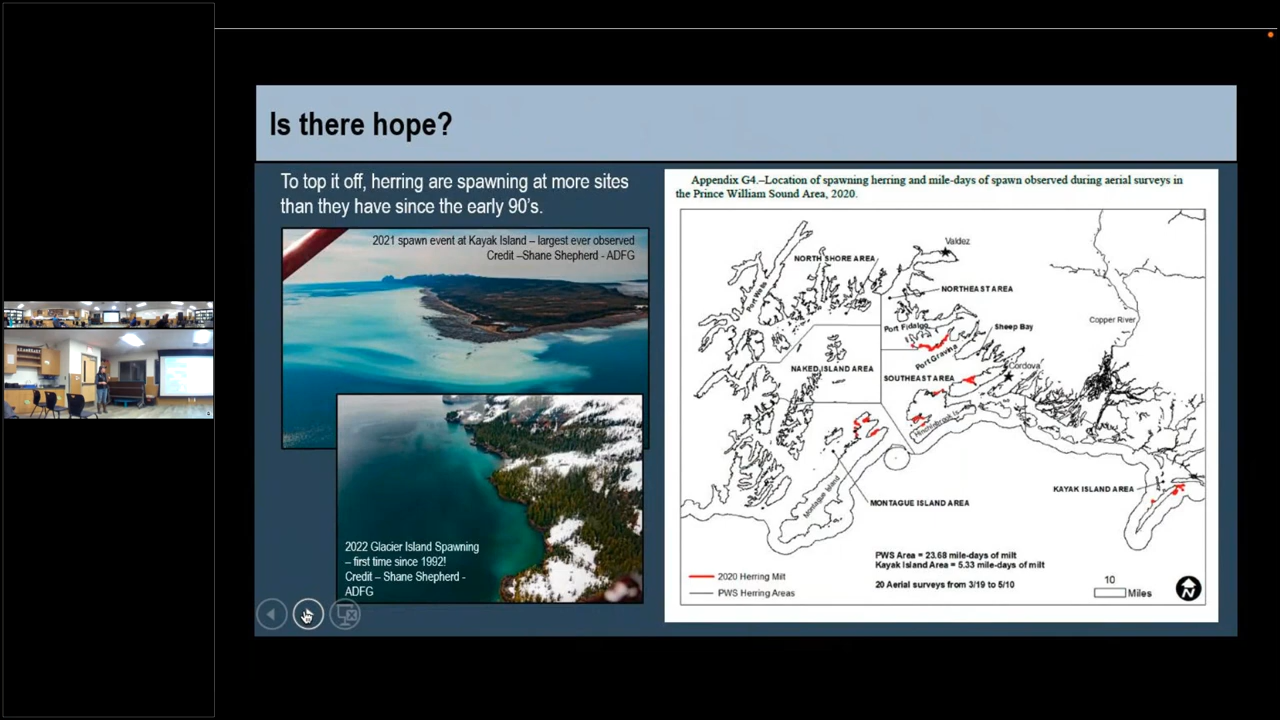 Is there hope?
To top it off, herring are spawning at more sites
than they have since the early 90's.
2021 spawn event at Kayak Island – largest ever observed
Credit –Shane Shepherd - ADFG
2022 Glacier Island Spawning
– first time since 1992!
Credit – Shane Shepherd -
ADFG
Appendix G4.–Location of spawning herring and mile-days of spawn observed during aerial surveys in
the Prince William Sound Area, 2020.
Valdez
NORTH SHORE AREA
Port Wells
NORTHEAST AREA
Copper River
Port Fidalgo
Sheep Bay
Port Gravina
Cordova
NAKED ISLAND AREA
SOUTHEAST AREA
Hinchinbrook Is
KAYAK ISLAND AREA
Montague Island
MONTAGUE ISLAND AREA
PWS Area = 23.68 mile-days of milt
Kayak Island Area = 5.33 mile-days of milt
20 Aerial surveys from 3/19 to 5/10
2020 Herring Milt
PWS Herring Areas
10
Miles
N